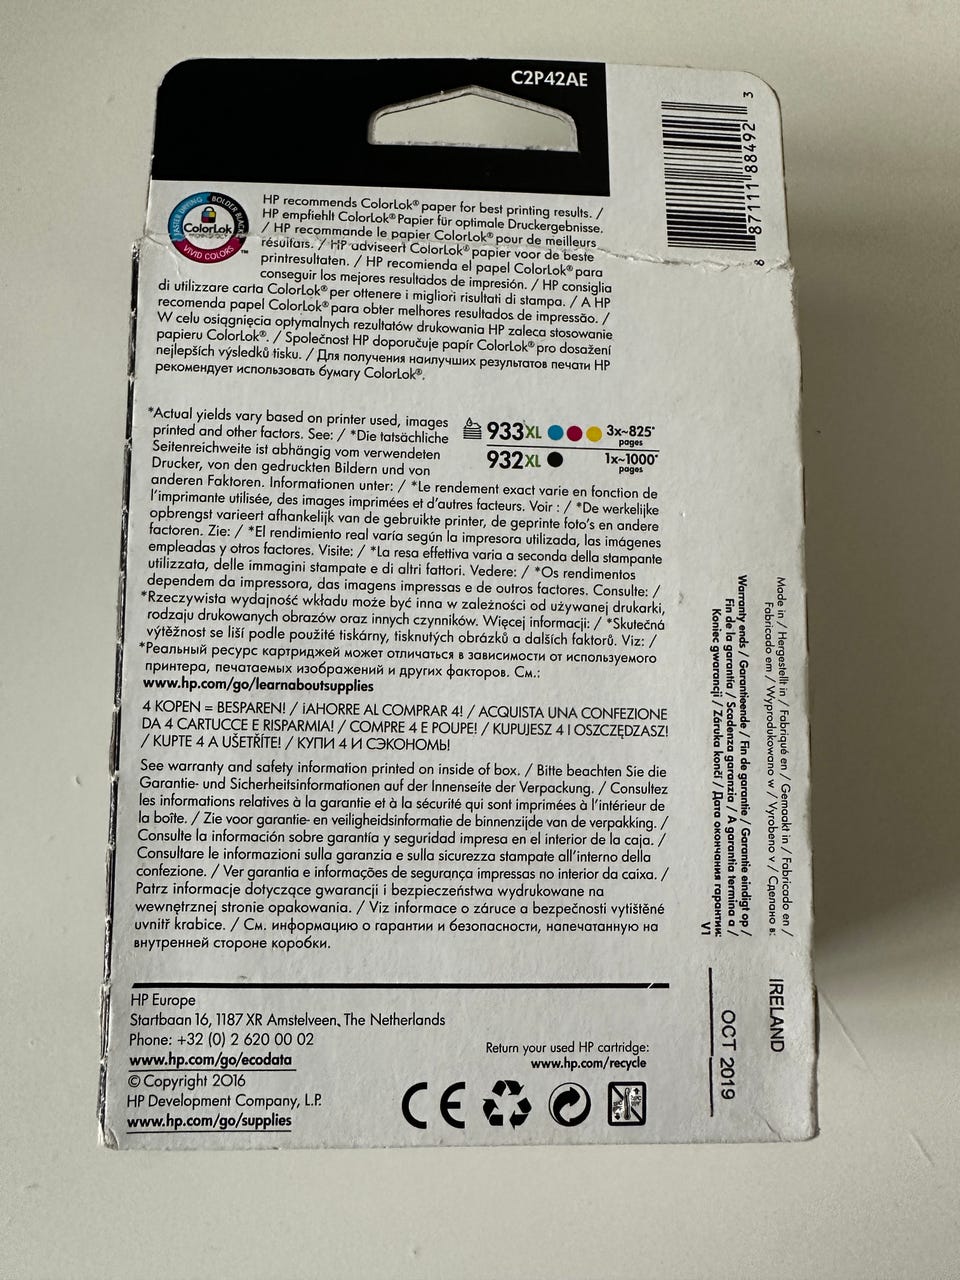 C2P42AE
FASTER DRYING
BOLDER BLACKS
ColorLok
VIVID COLORS
™
HP recommends ColorLok® paper for best printing results. /
HP empfiehlt ColorLok® Papier für optimale Druckergebnisse.
/ HP recommande le papier ColorLok® pour de meilleurs
résultats. / HP adviseert ColorLok® papier voor de beste
printresultaten. / HP recomienda el papel ColorLok® para
conseguir los mejores resultados de impresión. / HP consiglia
di utilizzare carta ColorLok® per ottenere i migliori risultati di stampa. / A HP
recomenda papel ColorLok® para obter melhores resultados de impressão. /
W celu osiągnięcia optymalnych rezultatów drukowania HP zaleca stosowanie
papieru ColorLok®. / Společnost HP doporučuje papír ColorLok® pro dosažení
nejlepších výsledků tisku. / Для получения наилучших результатов печати HP
рекомендует использовать бумагу ColorLok®.
*Actual yields vary based on printer used, images
printed and other factors. See: / *Die tatsächliche
Seitenreichweite ist abhängig vom verwendeten
Drucker, von den gedruckten Bildern und von
anderen Faktoren. Informationen unter: / *Le rendement exact varie en fonction de
l'imprimante utilisée, des images imprimées et d'autres facteurs. Voir : / *De werkelijke
opbrengst varieert afhankelijk van de gebruikte printer, de geprinte foto's en andere
factoren. Zie: / *El rendimiento real varía según la impresora utilizada, las imágenes
empleadas y otros factores. Visite: / *La resa effettiva varia a seconda della stampante
utilizzata, delle immagini stampate e di altri fattori. Vedere: / *Os rendimentos
dependem da impressora, das imagens impressas e de outros factores. Consulte: /
*Rzeczywista wydajność wkładu może być inna w zależności od używanej drukarki,
rodzaju drukowanych obrazów oraz innych czynników. Więcej informacji: / *Skutečná
výtěžnost se liší podle použité tiskárny, tisknutých obrázků a dalších faktorů. Viz: /
*Реальный ресурс картриджей может отличаться в зависимости от используемого
принтера, печатаемых изображений и других факторов. См.:
www.hp.com/go/learnaboutsupplies
933XL 3x~825*
pages
932XL 1x~1000*
pages
4 KOPEN = BESPAREN! / ¡AHORRE AL COMPRAR 4! / ACQUISTA UNA CONFEZIONE
DA 4 CARTUCCE E RISPARMIA! / COMPRE 4 E POUPE! / KUPUJESZ 4 I OSZCZĘDZASZ!
/ KUPTE 4 A UŠETŘÍTE! / КУПИ 4 И СЭКОНОМЬ!
See warranty and safety information printed on inside of box. / Bitte beachten Sie die
Garantie- und Sicherheitsinformationen auf der Innenseite der Verpackung. / Consultez
les informations relatives à la garantie et à la sécurité qui sont imprimées à l'intérieur de
la boîte. / Zie voor garantie- en veiligheidsinformatie de binnenzijde van de verpakking. /
Consulte la información sobre garantía y seguridad impresa en el interior de la caja. /
Consultare le informazioni sulla garanzia e sulla sicurezza stampate all'interno della
confezione. / Ver garantia e informações de segurança impressas no interior da caixa. /
Patrz informacje dotyczące gwarancji i bezpieczeństwa wydrukowane na
wewnętrznej stronie opakowania. / Viz informace o záruce a bezpečnosti vytištěné
uvnitř krabice. / См. информацию о гарантии и безопасности, напечатанную на
внутренней стороне коробки.
HP Europe
Startbaan 16, 1187 XR Amstelveen, The Netherlands
Phone: +32 (0) 2 620 00 02
www.hp.com/go/ecodata
© Copyright 2016
HP Development Company, L.P.
www.hp.com/go/supplies
Return your used HP cartridge:
www.hp.com/recycle
CE
8 87111 88492 3
Made in / Hergestellt in / Fabriqué en / Gemaakt in / Fabricado en /
Fabricado em / Wyprodukowano w / Vyrobeno v / Сделано в:
IRELAND
Warranty ends / Garantieende / Fin de garantie / Garantie eindigt op /
Fin de la garantía / Scadenza garanzia / A garantia termina a /
Koniec gwarancji / Záruka končí / Дата окончания гарантии:
V1
OCT 2019